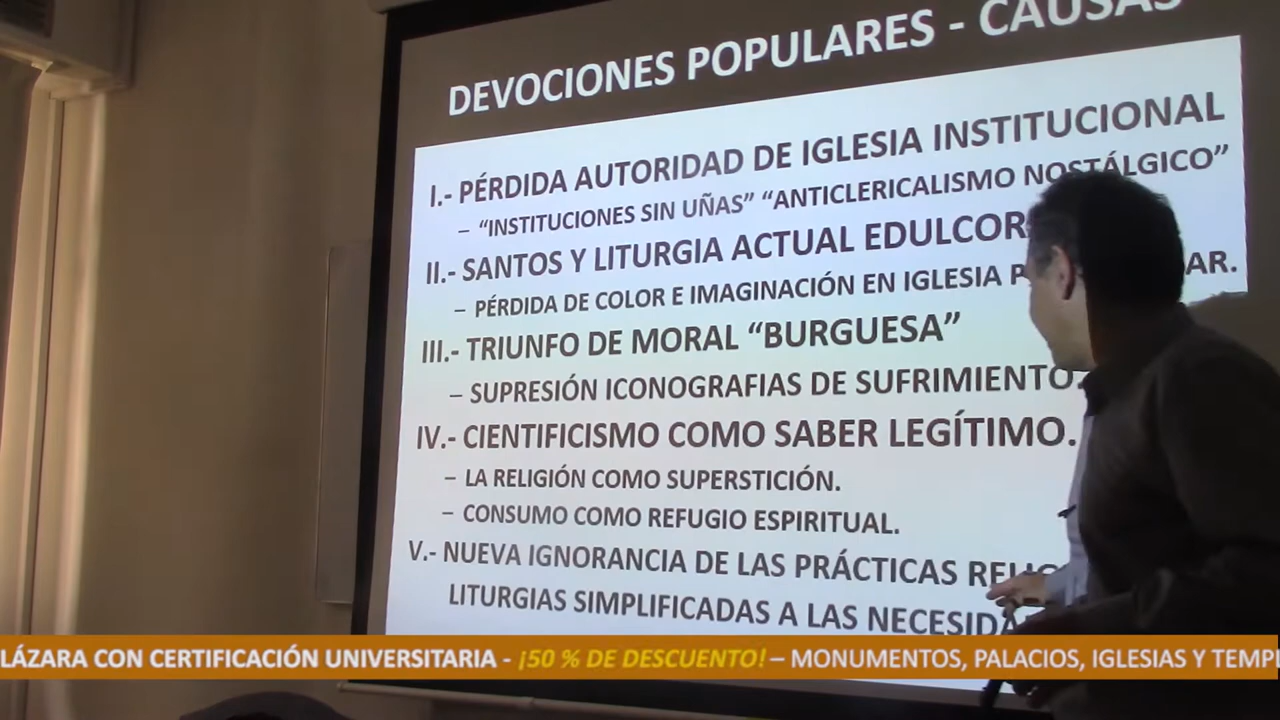 DEVOCIONES POPULARES - CAUSAS
I.- PÉRDIDA AUTORIDAD DE IGLESIA INSTITUCIONAL
– “INSTITUCIONES SIN UÑAS” “ANTICLERICALISMO NOSTÁLGICO”
II.- SANTOS Y LITURGIA ACTUAL
– PÉRDIDA DE COLOR E IMAGINACIÓN EN IGLESIA
III.- TRIUNFO DE MORAL “BURGUESA”
– SUPRESIÓN ICONOGRAFIAS DE SUFRIMIENTO.
IV.- CIENTIFICISMO COMO SABER LEGÍTIMO.
– LA RELIGIÓN COMO SUPERSTICIÓN.
– CONSUMO COMO REFUGIO ESPIRITUAL.
V.- NUEVA IGNORANCIA DE LAS PRÁCTICAS
LITURGIAS SIMPLIFICADAS A LAS
LÁZARA CON CERTIFICACIÓN UNIVERSITARIA - ¡50 % DE DESCUENTO! – MONUMENTOS, PALACIOS, IGLESIAS Y